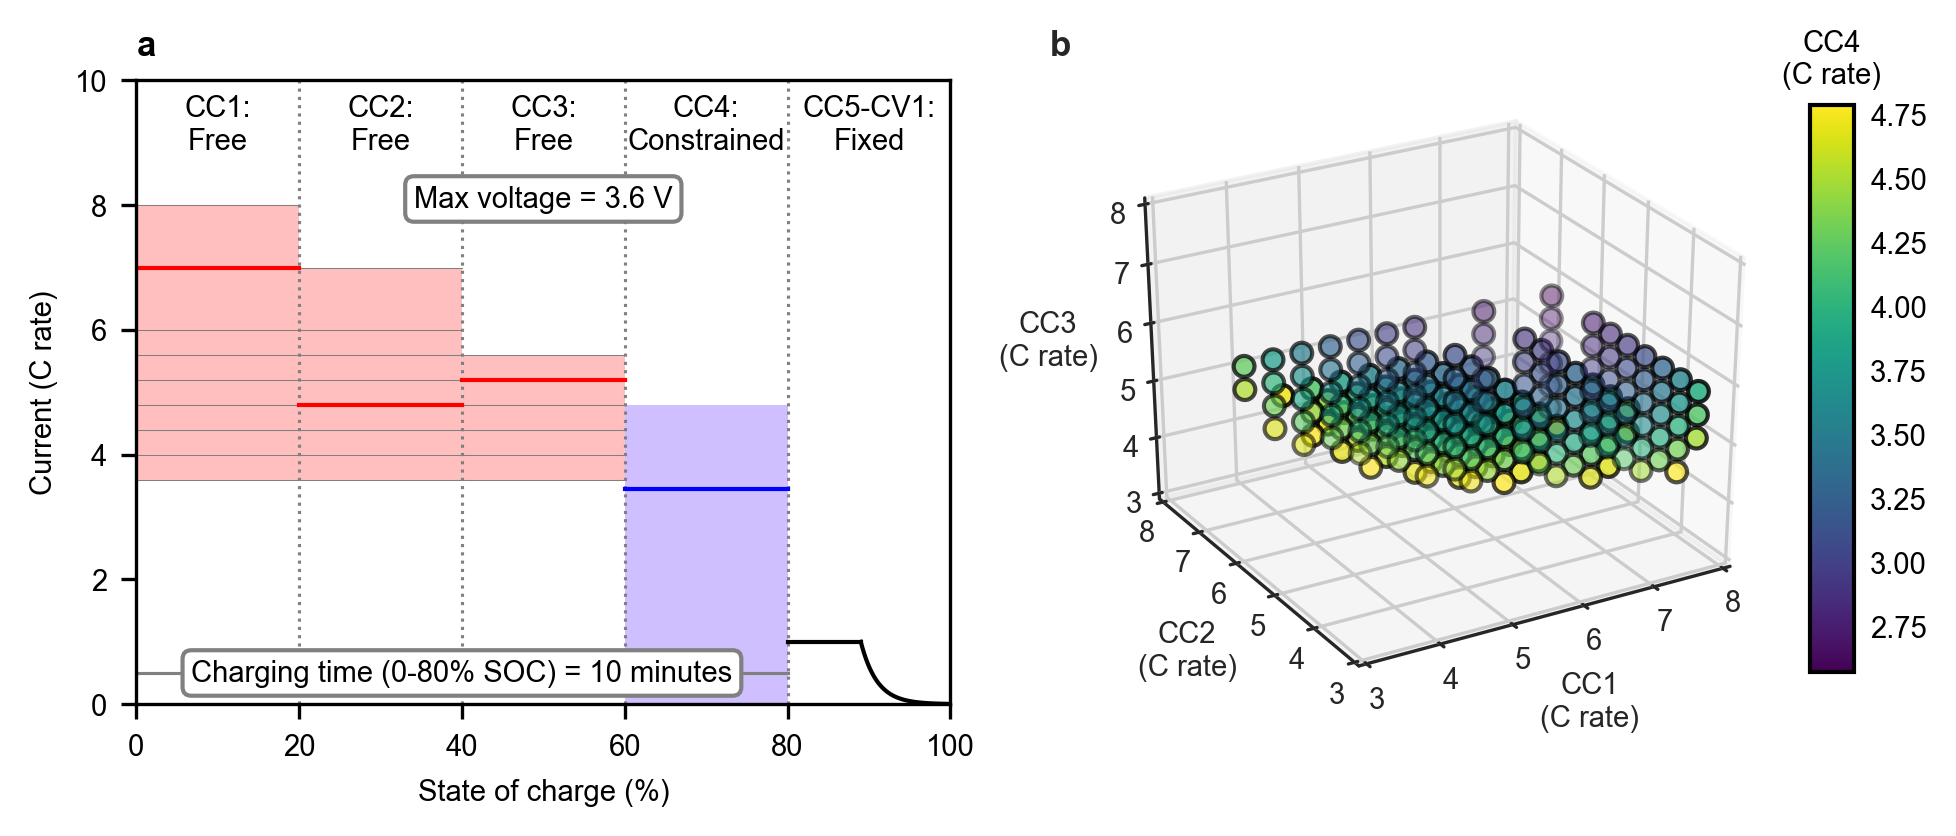 a
CC1:
Free
CC2:
Free
CC3:
Free
CC4:
Constrained
CC5-CV1:
Fixed
Max voltage = 3.6 V
Charging time (0-80% SOC) = 10 minutes
Current (C rate)
10
8
6
4
2
0
0
20
40
60
80
100
State of charge (%)
b
CC3
(C rate)
8
7
6
5
4
3
8
7
6
5
4
3
CC2
(C rate)
3
4
5
6
7
8
CC1
(C rate)
CC4
(C rate)
4.75
4.50
4.25
4.00
3.75
3.50
3.25
3.00
2.75